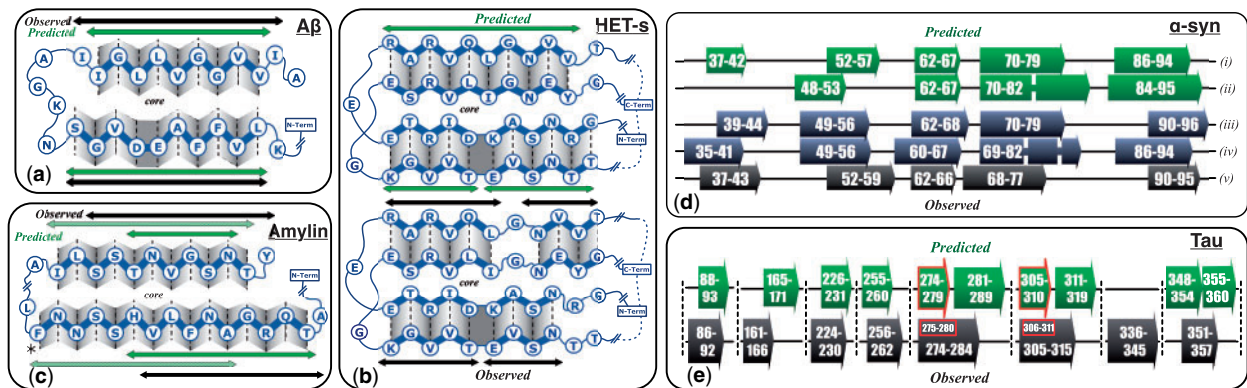 Observed
Predicted
Aβ
A I G L V G V I
I L V G V V A
G
K
core
S V A F L
N G D E F V K
N-Term
(a)
Observed
Predicted
Amylin
L S N G N Y
A I S T V S T
N-Term
core
L N S H L N A R T A
F N S V F G Q
*
(c)
Predicted
HET-s
R R Q G V T
A V L N V
E S R V L I G N E Y G
C-Term
core
E
E T R I D K A S N R G
N-Term
G
K G V V T E S T N T
R R Q L G N V T
A V
E S R V L I G N E Y G
C-Term
core
E
E T R I D K A S N R G
N-Term
G
K G V V T E S T N T
Observed
(b)
Predicted
α-syn
37-42 52-57 62-67 70-79 86-94 (i)
48-53 62-67 70-82 84-95 (ii)
39-44 49-56 62-68 70-79 90-96 (iii)
35-41 49-56 60-67 69-82 86-94 (iv)
37-43 52-59 62-66 68-77 90-95 (v)
Observed
(d)
Predicted
Tau
88-93 165-171 226-231 255-260 274-279 281-289 305-310 311-319 348-354 355-360
86-92 161-166 224-230 256-262 275-280 274-284 306-311 305-315 336-345 351-357
Observed
(e)